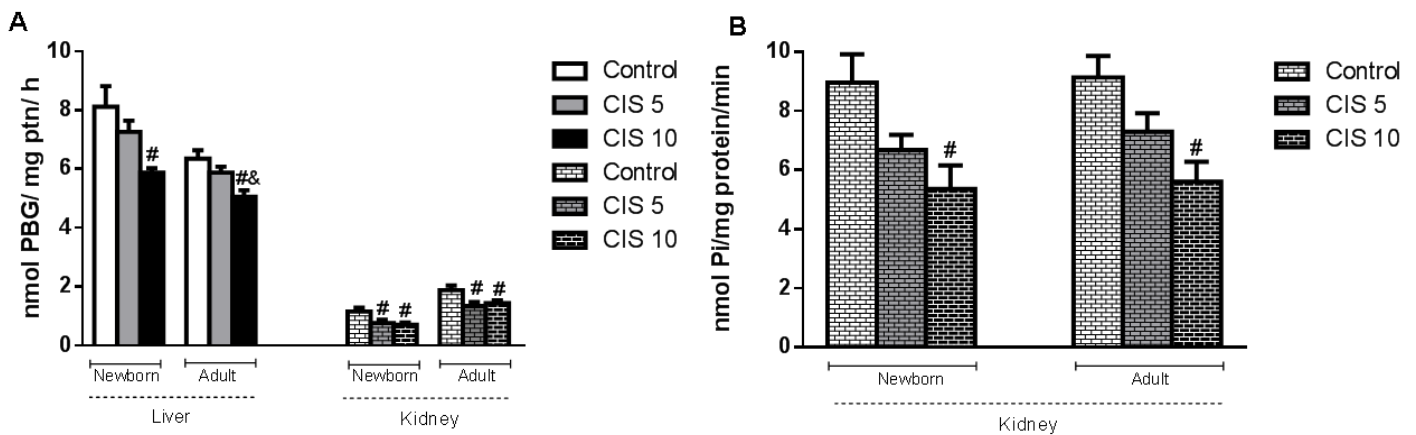 A
nmol PBG/ mg ptn/ h
10
8
6
4
2
0
#
#&
# #
# #
Newborn Adult
Liver
Newborn Adult
Kidney
Control
CIS 5
CIS 10
Control
CIS 5
CIS 10
B
nmol Pi/mg protein/min
10
8
6
4
2
0
#
#
Newborn Adult
Kidney
Control
CIS 5
CIS 10